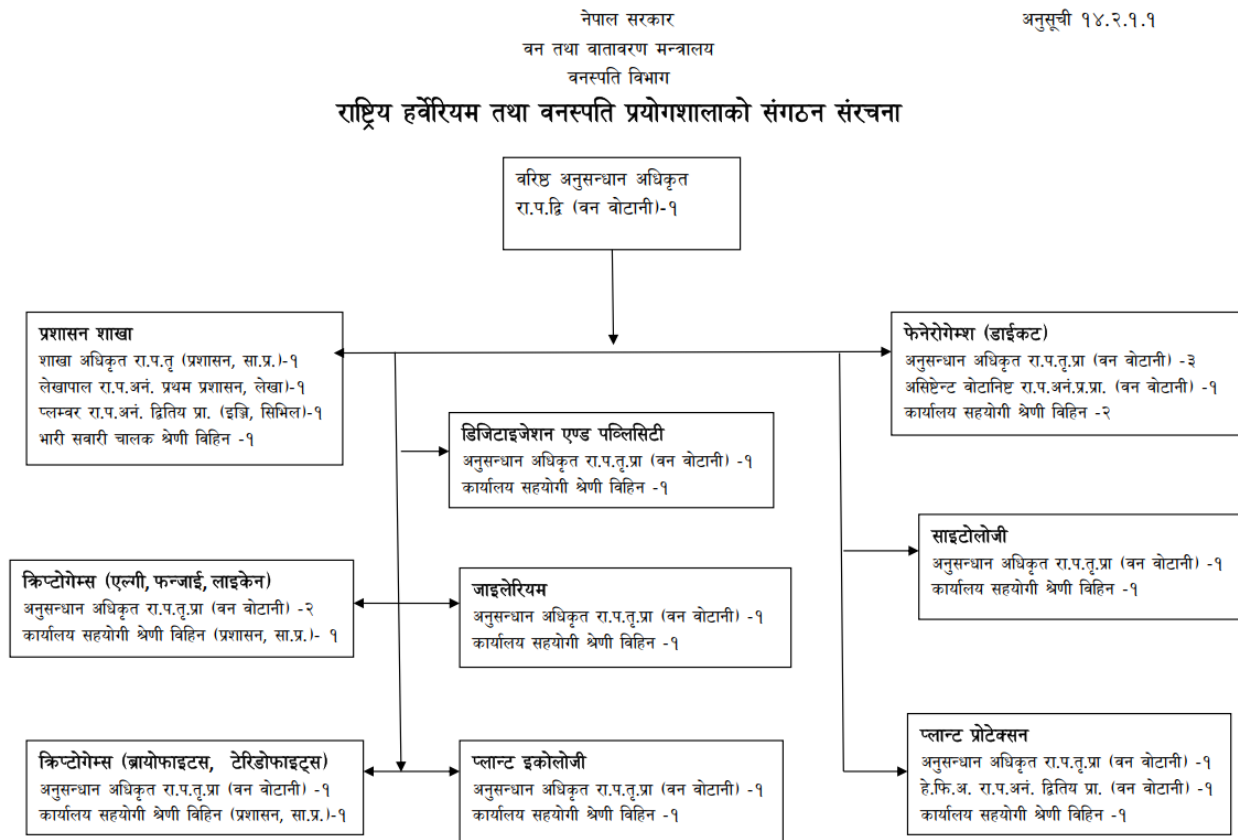 नेपाल सरकार
अनुसूची १४.२.१.१
वन तथा वातावरण मन्त्रालय
वनस्पति विभाग
राष्ट्रिय हर्वेरियम तथा वनस्पति प्रयोगशालाको संगठन संरचना
वरिष्ठ अनुसन्धान अधिकृत
रा.प.द्वि (वन वोटानी)-१
प्रशासन शाखा
शाखा अधिकृत रा.प.तृ (प्रशासन, सा.प्र.)-१
लेखापाल रा.प.अनं. प्रथम प्रशासन, लेखा)-१
प्लम्वर रा.प.अनं. द्वितिय प्रा. (इञ्जि, सिभिल)-१
भारी सवारी चालक श्रेणी विहिन -१
फेनेरोगेम्श (डाईकट)
अनुसन्धान अधिकृत रा.प.तृ.प्रा (वन वोटानी) -३
असिष्टेन्ट वोटानिष्ट रा.प.अनं.प्र.प्रा. (वन वोटानी) -१
कार्यालय सहयोगी श्रेणी विहिन -२
डिजिटाइजेशन एण्ड पव्लिसिटी
अनुसन्धान अधिकृत रा.प.तृ.प्रा (वन वोटानी) -१
कार्यालय सहयोगी श्रेणी विहिन -१
साइटोलोजी
अनुसन्धान अधिकृत रा.प.तृ.प्रा (वन वोटानी) -१
कार्यालय सहयोगी श्रेणी विहिन -१
क्रिप्टोगेम्स (एल्गी, फन्जाई, लाइकेन)
अनुसन्धान अधिकृत रा.प.तृ.प्रा (वन वोटानी) -२
कार्यालय सहयोगी श्रेणी विहिन (प्रशासन, सा.प्र.)- १
जाइलेरियम
अनुसन्धान अधिकृत रा.प.तृ.प्रा (वन वोटानी) -१
कार्यालय सहयोगी श्रेणी विहिन -१
क्रिप्टोगेम्स (ब्रायोफाइटस, टेरिडोफाइट्स)
अनुसन्धान अधिकृत रा.प.तृ.प्रा (वन वोटानी) -१
कार्यालय सहयोगी श्रेणी विहिन (प्रशासन, सा.प्र.)-१
प्लान्ट इकोलोजी
अनुसन्धान अधिकृत रा.प.तृ.प्रा (वन वोटानी) -१
कार्यालय सहयोगी श्रेणी विहिन -१
प्लान्ट प्रोटेक्सन
अनुसन्धान अधिकृत रा.प.तृ.प्रा (वन वोटानी) -१
हे.फि.अ. रा.प.अनं. द्वितिय प्रा. (वन वोटानी) -१
कार्यालय सहयोगी श्रेणी विहिन -१